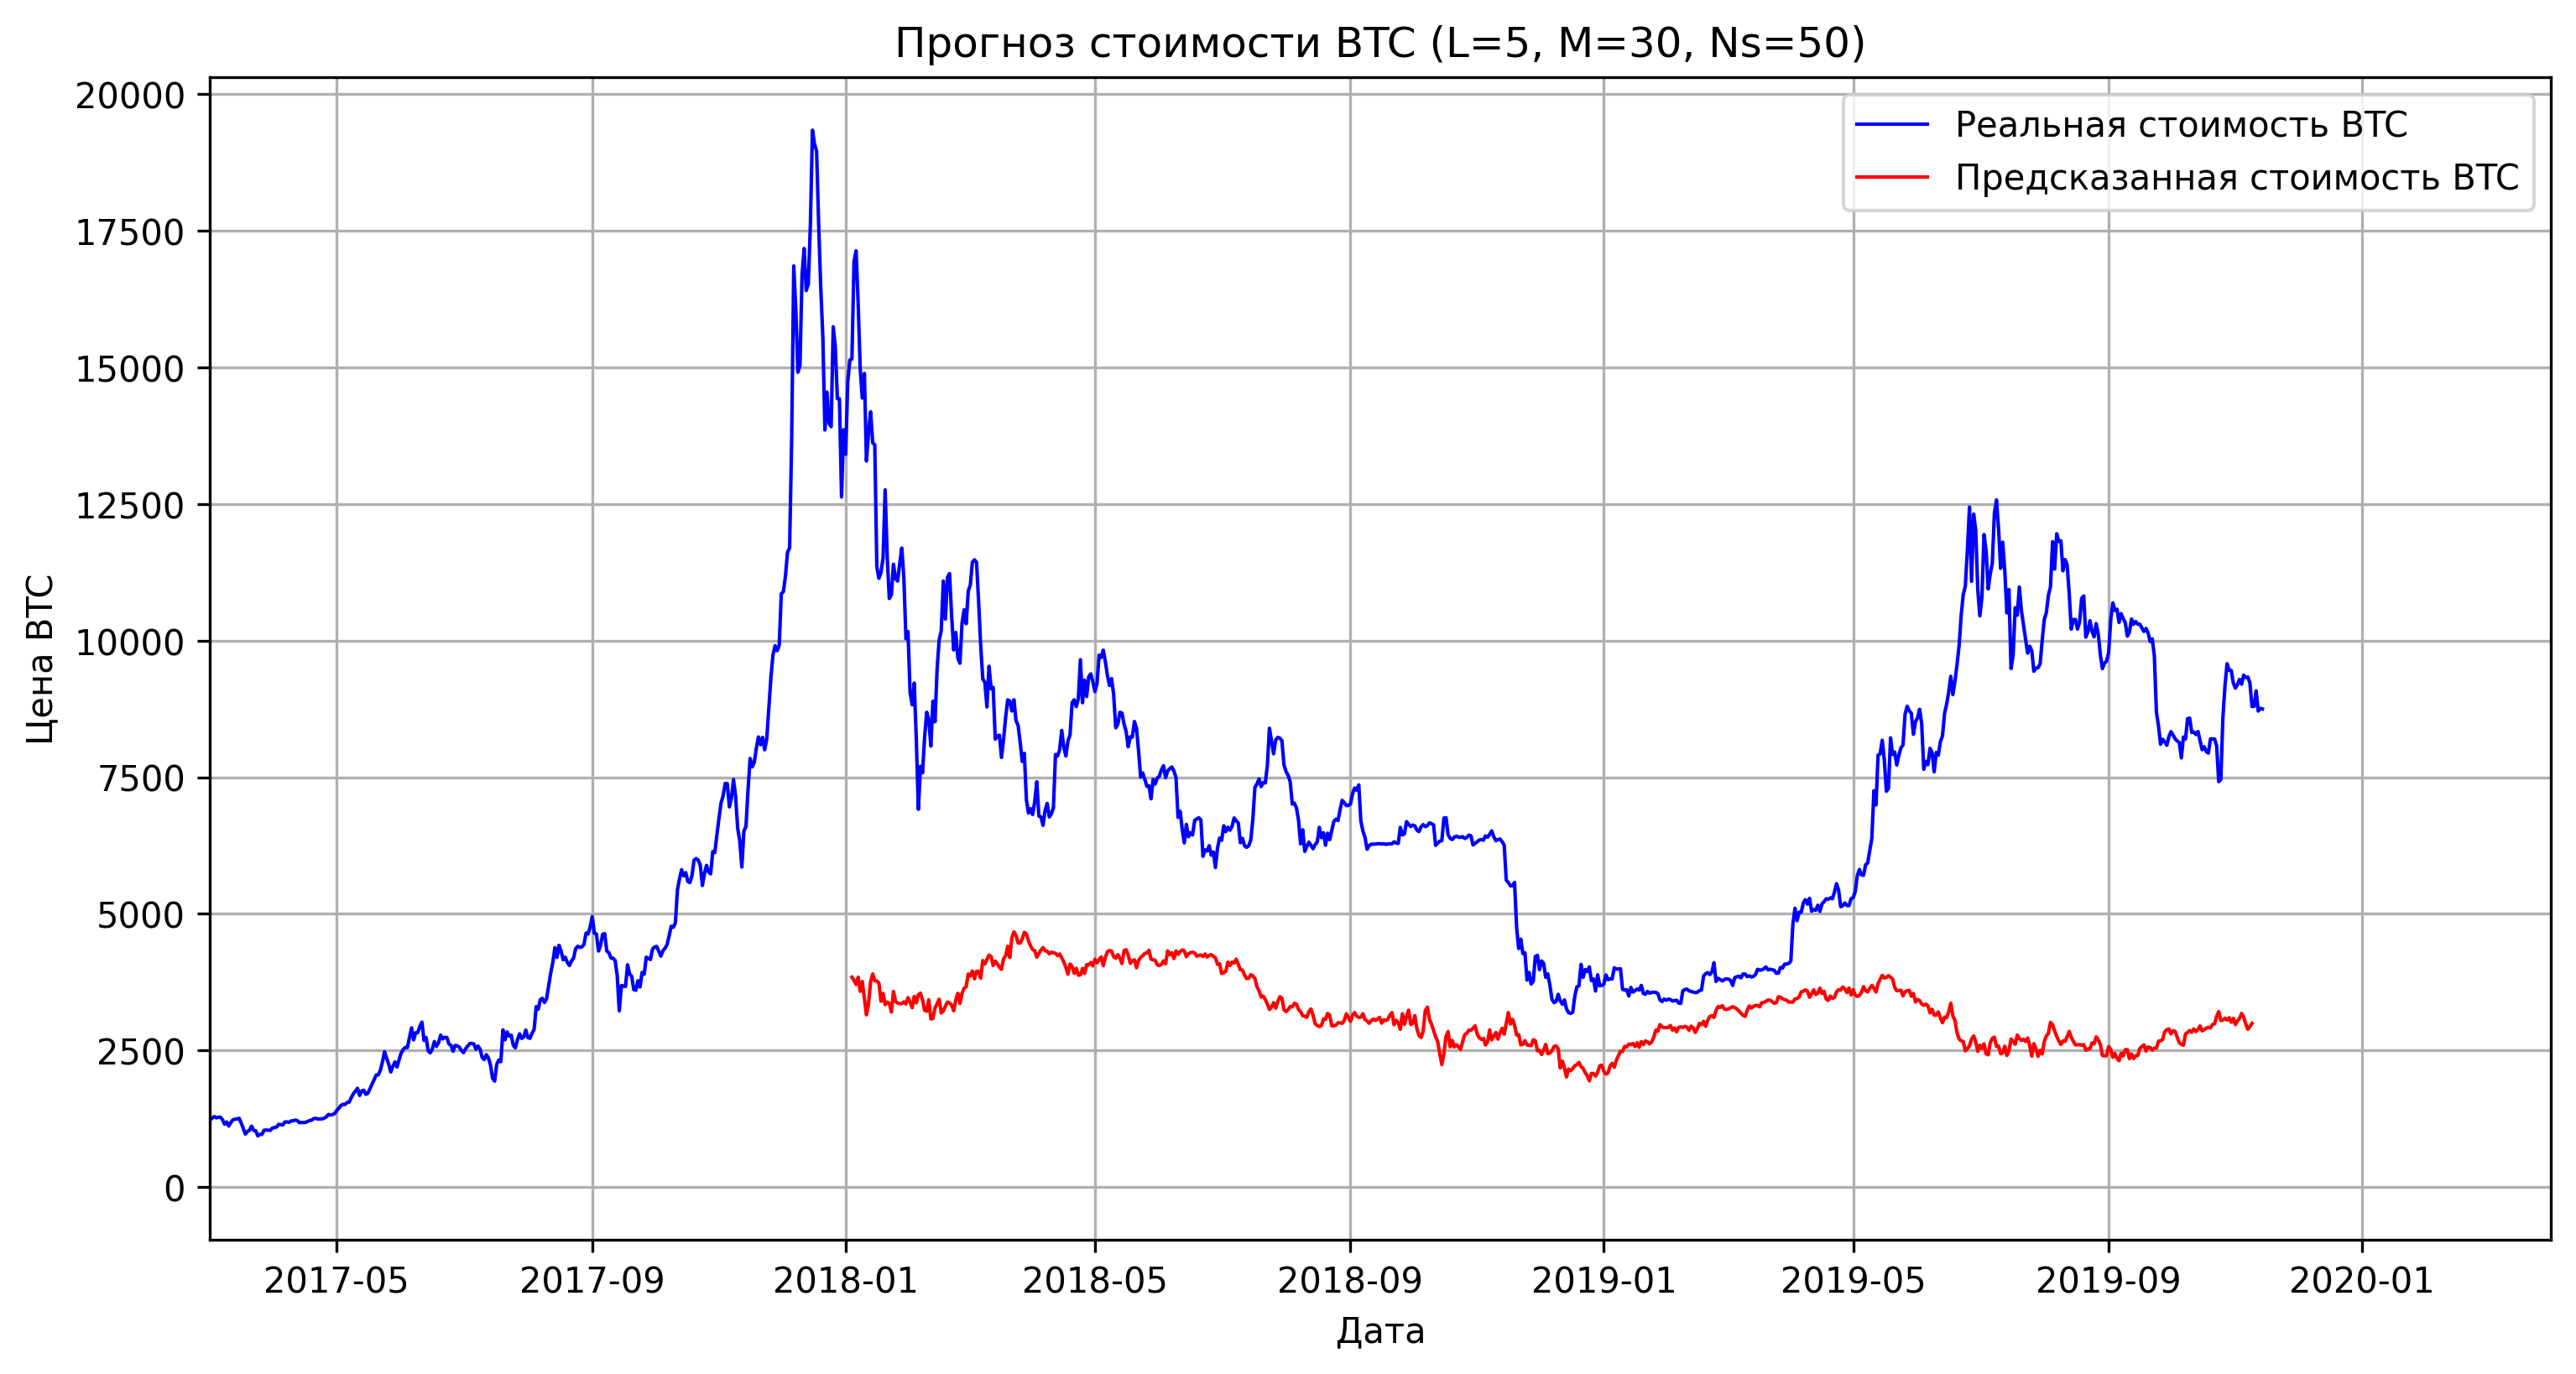 Прогноз стоимости BTC (L=5, M=30, Ns=50)
Реальная стоимость BTC
Предсказанная стоимость BTC
Цена BTC
20000
17500
15000
12500
10000
7500
5000
2500
0
2017-05 2017-09 2018-01 2018-05 2018-09 2019-01 2019-05 2019-09 2020-01
Дата